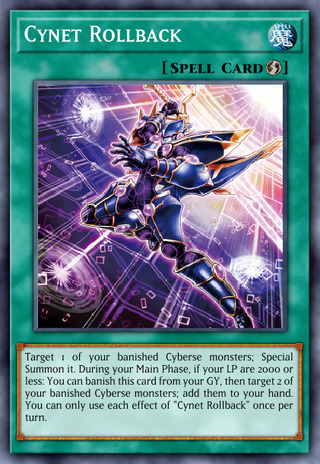 Cynet Rollback
[Spell Card]
Target 1 of your banished Cyberse monsters; Special
Summon it. During your Main Phase, if your LP are 2000 or
less: You can banish this card from your GY, then target 2 of
your banished Cyberse monsters; add them to your hand.
You can only use each effect of "Cynet Rollback" once per
turn.